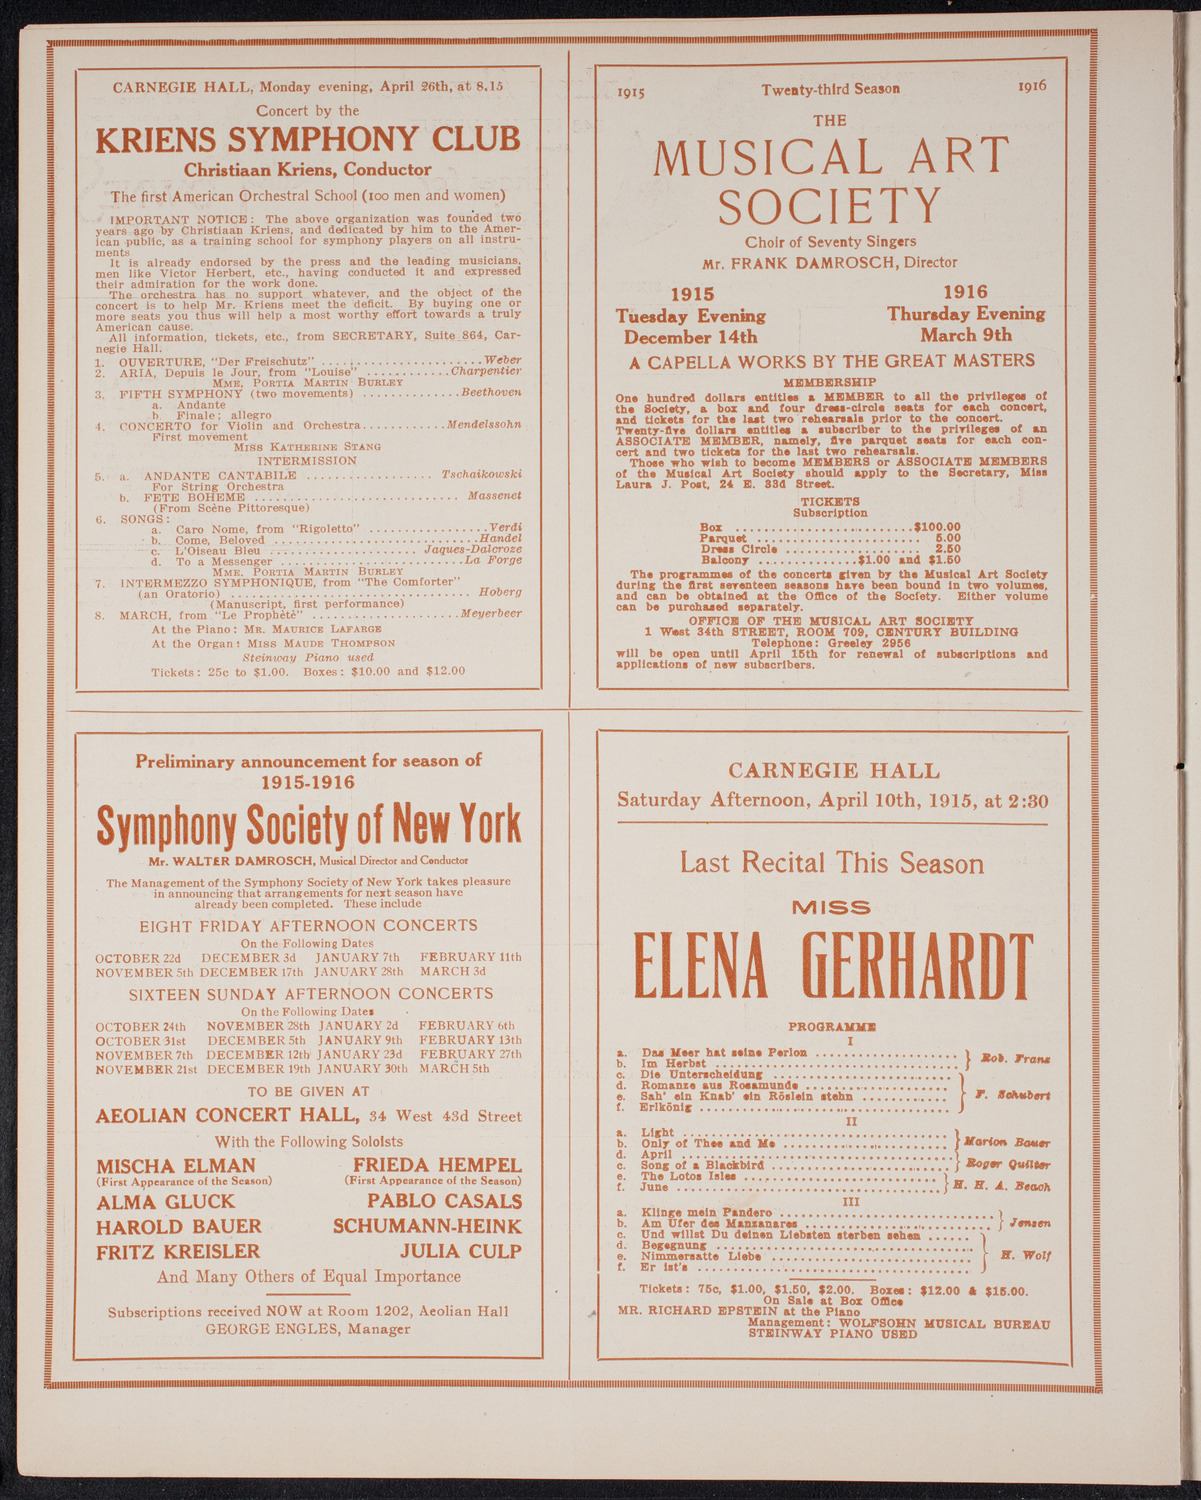 CARNEGIE HALL, Monday evening, April 26th, at 8.15
Concert by the
KRIENS SYMPHONY CLUB
Christiaan Kriens, Conductor
The first American Orchestral School (100 men and women)
IMPORTANT NOTICE: The above organization was founded two
years ago by Christiaan Kriens, and dedicated by him to the Amer-
ican public, as a training school for symphony players on all instru-
ments
It is already endorsed by the press and the leading musicians,
men like Victor Herbert, etc., having conducted it and expressed
their admiration for the work done.
The orchestra has no support whatever, and the object of the
concert is to help Mr. Kriens meet the deficit. By buying one or
more seats you thus will help a most worthy effort towards a truly
American cause.
All information, tickets, etc., from SECRETARY, Suite 864, Car-
negie Hall.
1. OUVERTURE, "Der Freischutz" ........................ Weber
2. ARIA, Depuis le Jour, from "Louise" ............ Charpentier
MME. PORTIA MARTIN BURLEY
3. FIFTH SYMPHONY (two movements) .............. Beethoven
a. Andante
b. Finale; allegro
4. CONCERTO for Violin and Orchestra............ Mendelssohn
First movement
MISS KATHERINE STANG
INTERMISSION
5. a. ANDANTE CANTABILE ................... Tschaikowski
For String Orchestra
b. FETE BOHEME ............................. Massenet
(From Scène Pittoresque)
6. SONGS:
a. Caro Nome, from "Rigoletto" ................. Verdi
b. Come, Beloved .............................. Handel
c. L'Oiseau Bleu ..................... Jaques-Dalcroze
d. To a Messenger .......................... La Forge
MME. PORTIA MARTIN BURLEY
7. INTERMEZZO SYMPHONIQUE, from "The Comforter"
(an Oratorio) .................................. Hoberg
(Manuscript, first performance)
8. MARCH, from "Le Prophètè" ..................... Meyerbeer
At the Piano: MR. MAURICE LAFARGE
At the Organ: MISS MAUDE THOMPSON
Steinway Piano used
Tickets: 25c to $1.00. Boxes: $10.00 and $12.00
1915 Twenty-third Season 1916
THE
MUSICAL ART
SOCIETY
Choir of Seventy Singers
Mr. FRANK DAMROSCH, Director
1915 1916
Tuesday Evening Thursday Evening
December 14th March 9th
A CAPELLA WORKS BY THE GREAT MASTERS
MEMBERSHIP
One hundred dollars entitles a MEMBER to all the privileges of
the Society, a box and four dress-circle seats for each concert,
and tickets for the last two rehearsals prior to the concert.
Twenty-five dollars entitles a subscriber to the privileges of an
ASSOCIATE MEMBER, namely, five parquet seats for each con-
cert and two tickets for the last two rehearsals.
Those who wish to become MEMBERS or ASSOCIATE MEMBERS
of the Musical Art Society should apply to the Secretary, Miss
Laura J. Post, 24 E. 33d Street.
TICKETS
Subscription
Box ........................$100.00
Parquet ...................... 5.00
Dress Circle .................. 2.50
Balcony ..............$1.00 and $1.50
The programmes of the concerts given by the Musical Art Society
during the first seventeen seasons have been bound in two volumes,
and can be obtained at the Office of the Society. Either volume
can be purchased separately.
OFFICE OF THE MUSICAL ART SOCIETY
1 West 34th STREET, ROOM 709, CENTURY BUILDING
Telephone: Greeley 2956
will be open until April 15th for renewal of subscriptions and
applications of new subscribers.
Preliminary announcement for season of
1915-1916
Symphony Society of New York
Mr. WALTER DAMROSCH, Musical Director and Conductor
The Management of the Symphony Society of New York takes pleasure
in announcing that arrangements for next season have
already been completed. These include
EIGHT FRIDAY AFTERNOON CONCERTS
On the Following Dates
OCTOBER 22d DECEMBER 3d JANUARY 7th FEBRUARY 11th
NOVEMBER 5th DECEMBER 17th JANUARY 28th MARCH 3d
SIXTEEN SUNDAY AFTERNOON CONCERTS
On the Following Dates
OCTOBER 24th NOVEMBER 28th JANUARY 2d FEBRUARY 6th
OCTOBER 31st DECEMBER 5th JANUARY 9th FEBRUARY 13th
NOVEMBER 7th DECEMBER 12th JANUARY 23d FEBRUARY 27th
NOVEMBER 21st DECEMBER 19th JANUARY 30th MARCH 5th
TO BE GIVEN AT
AEOLIAN CONCERT HALL, 34 West 43d Street
With the Following Soloists
MISCHA ELMAN FRIEDA HEMPEL
(First Appearance of the Season) (First Appearance of the Season)
ALMA GLUCK PABLO CASALS
HAROLD BAUER SCHUMANN-HEINK
FRITZ KREISLER JULIA CULP
And Many Others of Equal Importance
Subscriptions received NOW at Room 1202, Aeolian Hall
GEORGE ENGLES, Manager
CARNEGIE HALL
Saturday Afternoon, April 10th, 1915, at 2:30
Last Recital This Season
MISS
ELENA GERHARDT
PROGRAMME
I
a. Das Meer hat seine Perlon .................... } Rob. Franz
b. Im Herbst ....................................
c. Die Unterscheidung ...........................
d. Romanze aus Rosamunde ......................
e. Sah' ein Knab' ein Röslein stehn ............ } F. Schubert
f. Erlkönig .....................................
II
a. Light ......................................
b. Only of Thee and Me ........................ } Marion Bauer
d. April .......................................
c. Song of a Blackbird ......................... } Roger Quilter
e. The Lotos Isles .............................
f. June ........................................ } H. H. A. Beach
III
a. Klinge mein Pandero ...............................
b. Am Ufer des Manzanares ............................ } Jensen
c. Und willst Du deinen Liebsten sterben sehen ......
d. Begegnung ....................................
e. Nimmersatte Liebe ............................. } H. Wolf
f. Er ist's .......................................
Tickets: 75c, $1.00, $1.50, $2.00. Boxes: $12.00 & $15.00.
On Sale at Box Office
MR. RICHARD EPSTEIN at the Piano
Management: WOLFSOHN MUSICAL BUREAU
STEINWAY PIANO USED